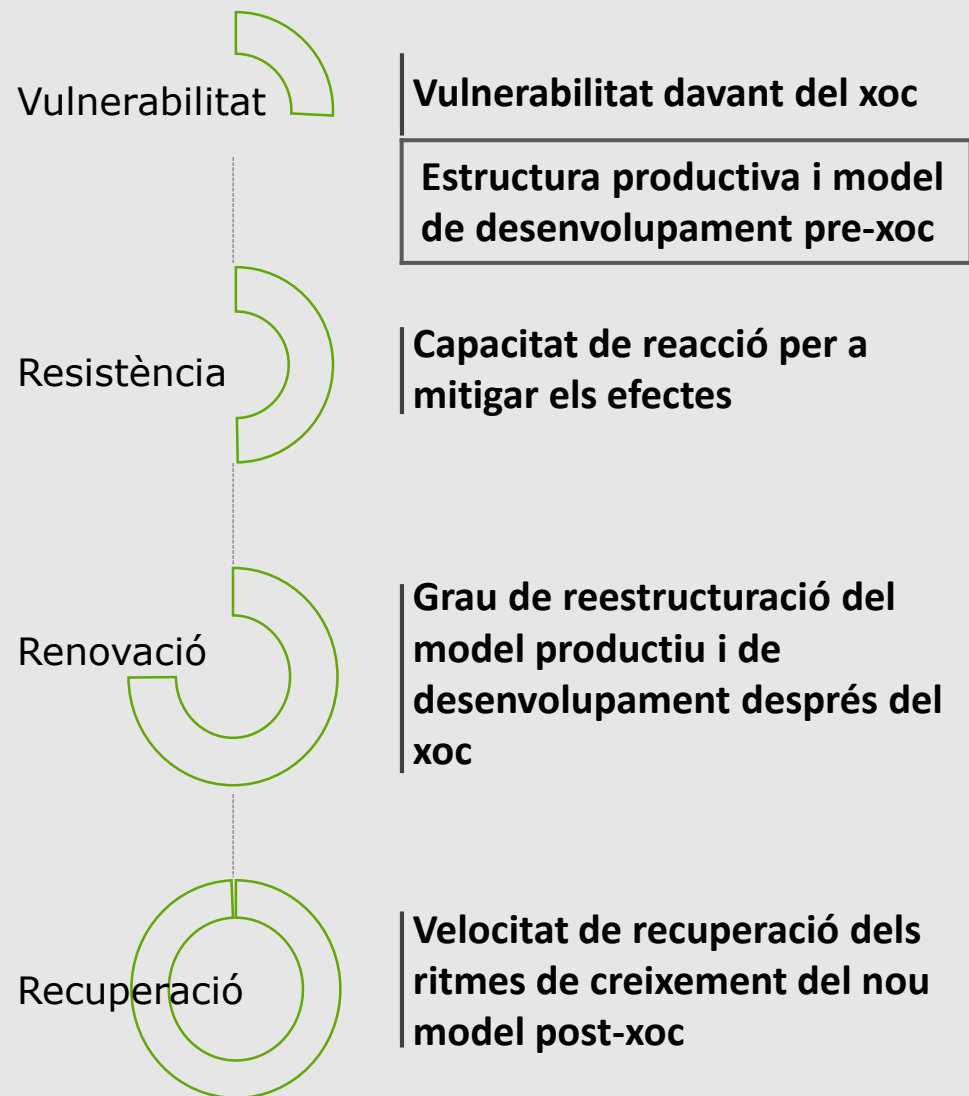 Vulnerabilitat
Vulnerabilitat davant del xoc
Estructura productiva i model
de desenvolupament pre-xoc
Resistència
Capacitat de reacció per a
mitigar els efectes
Renovació
Grau de reestructuració del
model productiu i de
desenvolupament després del
xoc
Recuperació
Velocitat de recuperació dels
ritmes de creixement del nou
model post-xoc